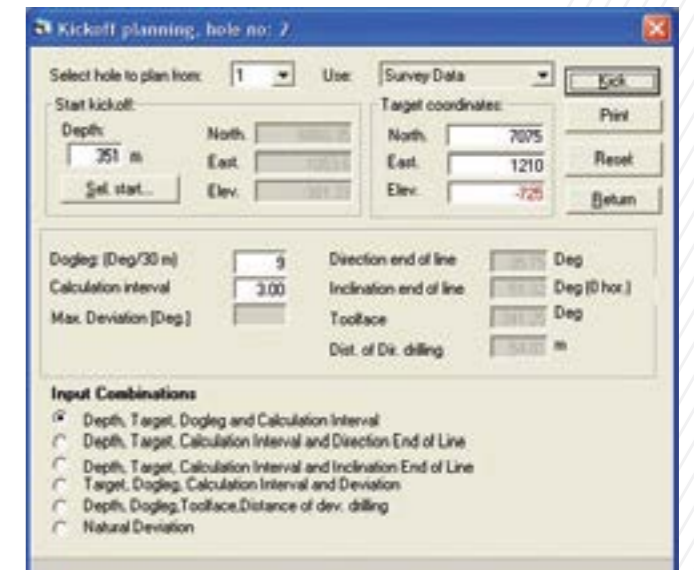 Kickoff planning, hole no: 2
Select hole to plan from: 1 Use: Survey Data Kick
Start kickoff: Target coordinates: Print
Depth: North. North. 7075
351 m East. East. 1210 Reset
Sel. start... Elev. Elev. -725 Return
Dogleg: (Deg/30 m) 9 Direction end of line Deg
Calculation interval 3.00 Inclination end of line Deg (0 hor.)
Max. Deviation [Deg.] Toolface Deg
Dist. of Dir. drilling m
Input Combinations
Depth, Target, Dogleg and Calculation Interval
Depth, Target, Calculation Interval and Direction End of Line
Depth, Target, Calculation Interval and Inclination End of Line
Target, Dogleg, Calculation Interval and Deviation
Depth, Dogleg,Toolface,Distance of dev. drilling
Natural Deviation